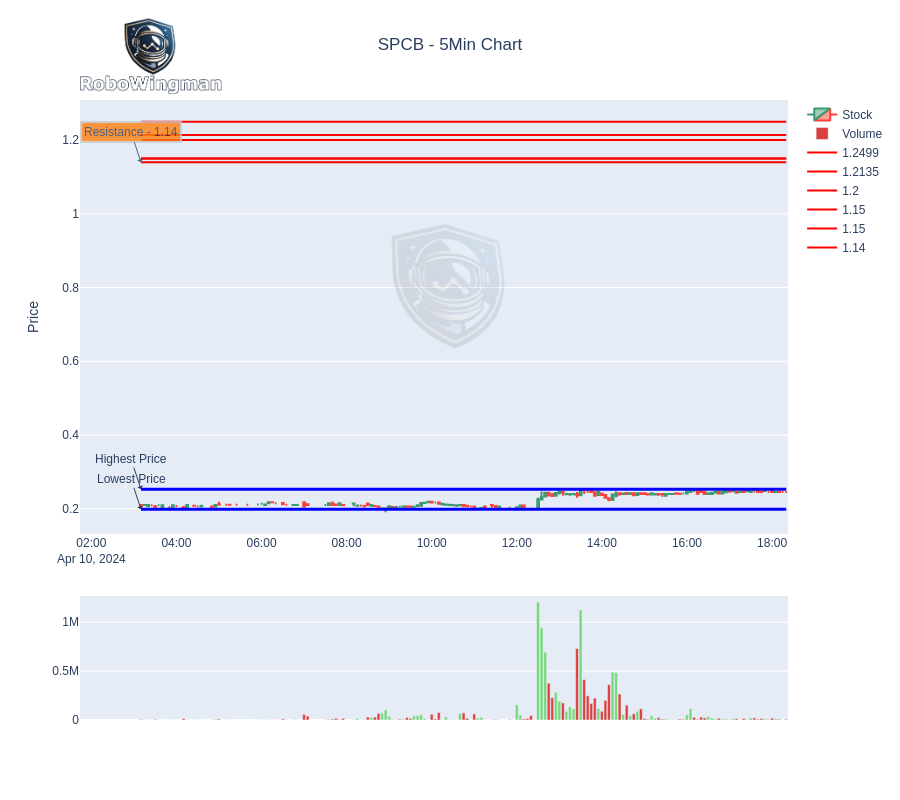 SPCB - 5Min Chart
RoboWingman
Stock
Volume
1.2499
1.2135
1.2
1.15
1.15
1.14
Resistance - 1.14
Price
1.2
1
0.8
0.6
0.4
0.2
Highest Price
Lowest Price
02:00 04:00 06:00 08:00 10:00 12:00 14:00 16:00 18:00
Apr 10, 2024
1M
0.5M
0